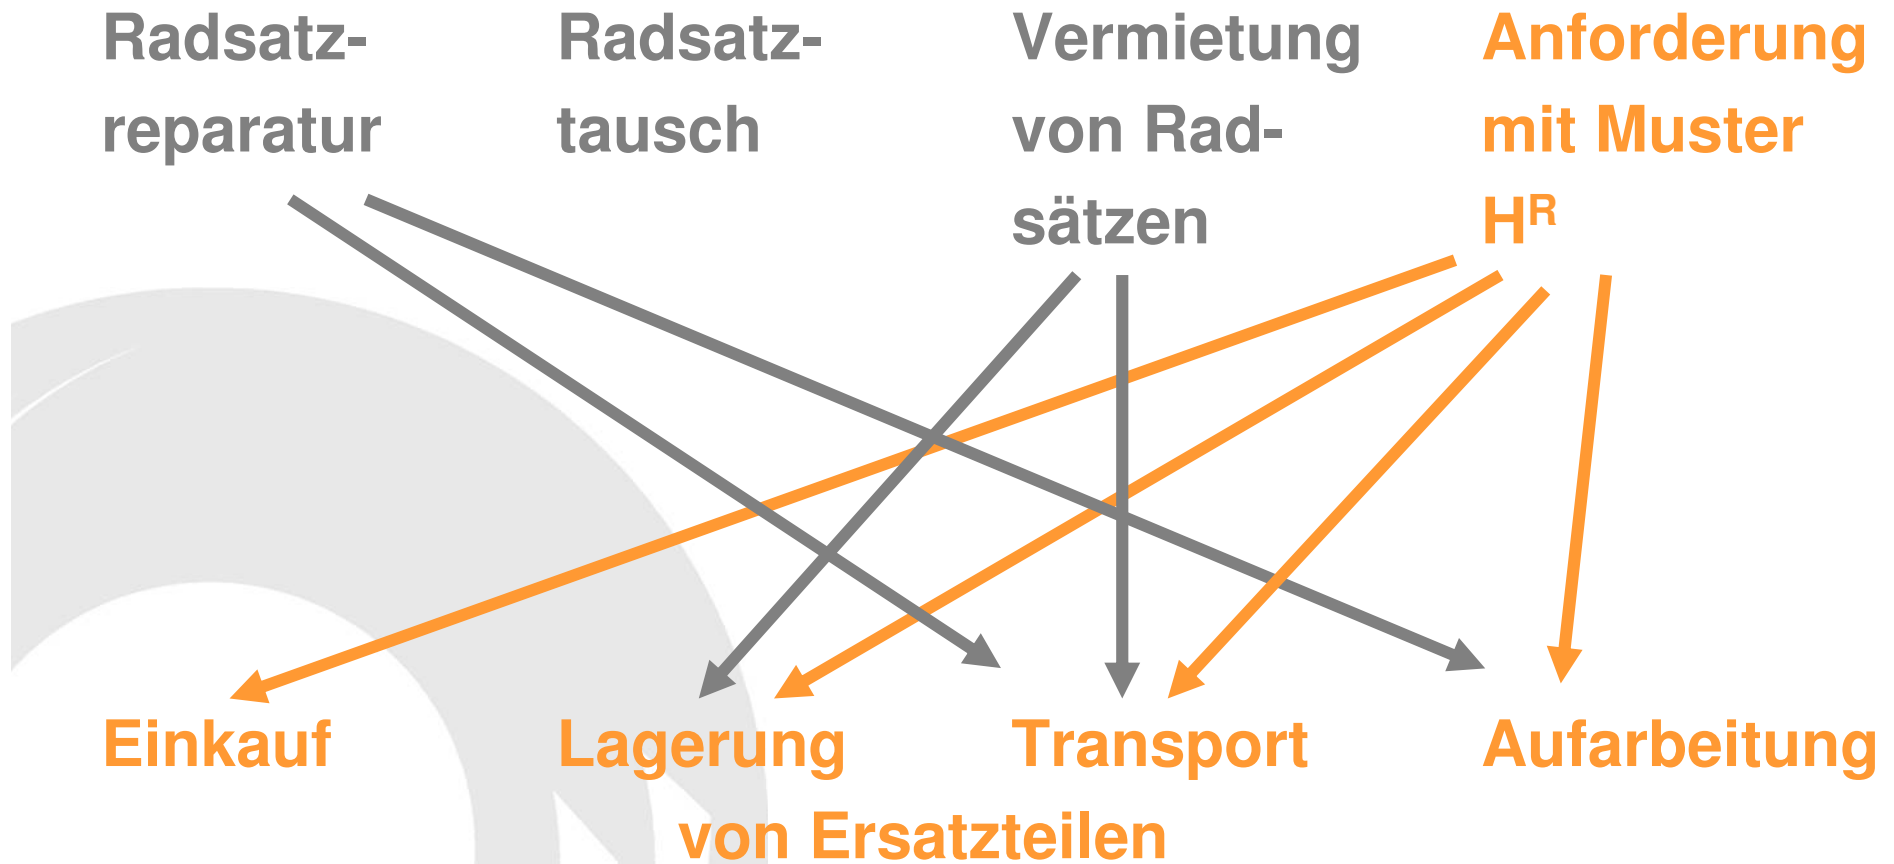 Radsatz-
reparatur
Radsatz-
tausch
Vermietung
von Rad-
sätzen
Anforderung
mit Muster
Hᴿ
Einkauf
Lagerung
Transport
Aufarbeitung
von Ersatzteilen